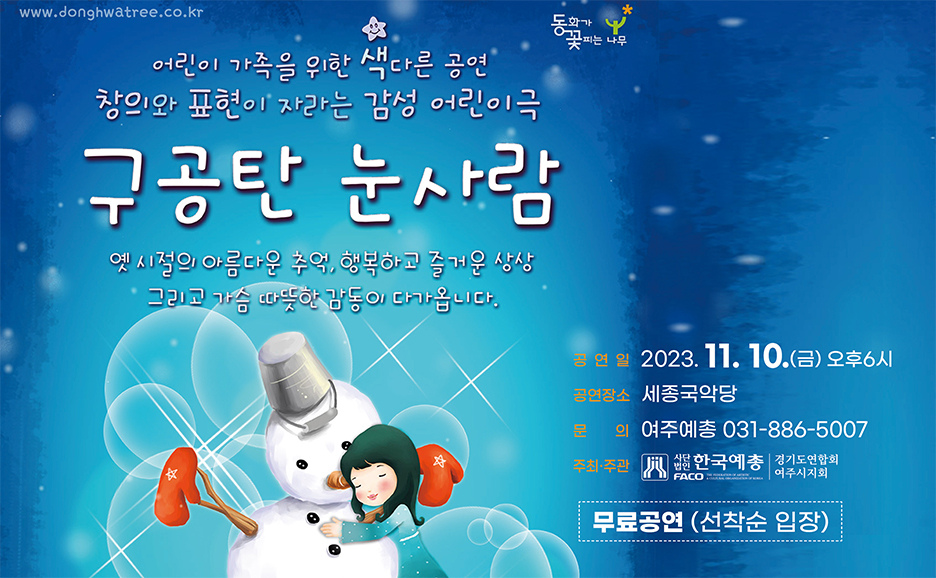 www.donghwatree.co.kr
동화가
꽃피는 나무
어린이 가족을 위한 색다른 공연
창의와 표현이 자라는 감성 어린이극
구공탄 눈사람
옛 시절의 아름다운 추억, 행복하고 즐거운 상상
그리고 가슴 따뜻한 감동이 다가옵니다.
공연일 2023. 11. 10.(금) 오후6시
공연장소 세종국악당
문의 여주예총 031-886-5007
주최·주관 사단법인 한국예총 FACO 경기도연합회 여주시지회
무료공연 (선착순 입장)